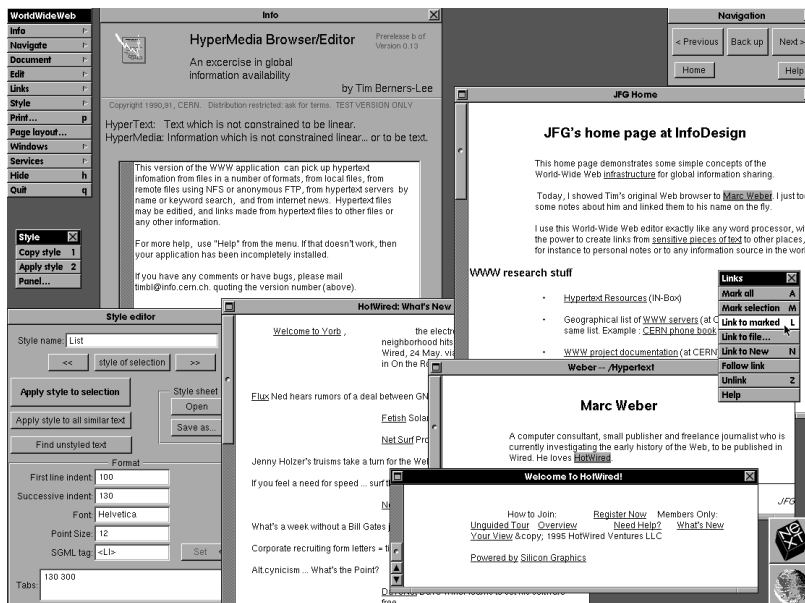 WorldWideWeb
Info
Navigate
Document
Edit
Links
Style
Print... p
Page layout...
Windows
Services
Hide h
Quit q
Style
Copy style 1
Apply style 2
Panel...
Info
HyperMedia Browser/Editor
Prerelease b of
Version 0.13
An excercise in global
information availability
by Tim Berners-Lee
Copyright 1990,91, CERN. Distribution restricted: ask for terms. TEST VERSION ONLY
HyperText: Text which is not constrained to be linear.
HyperMedia: Information which is not constrained linear... or to be text.
This version of the WWW application can pick up hypertext
infomation from files in a number of formats, from local files, from
remote files using NFS or anonymous FTP, from hypertext servers by
name or keyword search, and from internet news. Hypertext files
may be edited, and links made from hypertext files to other files or
any other information.
For more help, use "Help" from the menu. If that doesn't work, then
your application has been incompletely installed.
If you have any comments or have bugs, please mail
timbl@info.cern.ch. quoting the version number (above).
Navigation
< Previous Back up Next >
Home Help
JFG Home
JFG's home page at InfoDesign
This home page demonstrates some simple concepts of the
World-Wide Web infrastructure for global information sharing.
Today, I showed Tim's original Web browser to Marc Weber. I just to
some notes about him and linked them to his name on the fly.
I use this World-Wide Web editor exactly like any word processor, wi
the power to create links from sensitive pieces of text to other places,
for instance to personal notes or to any information source in the worl
WWW research stuff
Hypertext Resources (IN-Box)
Geographical list of WWW servers (at C
same list. Example : CERN phone book
WWW project documentation (at CERN
Links
Mark all A
Mark selection M
Link to marked L
Link to file...
Link to New N
Follow link
Unlink Z
Help
Style editor
Style name: List
<< style of selection >>
Apply style to selection
Apply style to all similar text
Find unstyled text
Style sheet
Open
Save as...
Format
First line indent: 100
Successive indent: 130
Font: Helvetica
Point Size: 12
SGML tag: <LI>
Set
Tabs: 130 300
HotWired: What's New
Welcome to Yorb , the electro
neighborhood hits
Wired, 24 May. via
in On the Ro
Flux Ned hears rumors of a deal between GN
Fetish Solar
Net Surf Pro
Jenny Holzer's truisms take a turn for the Wel
If you feel a need for speed ... surf t
Ne
What's a week without a Bill Gates j
Corporate recruiting form letters = ti
Alt.cynicism ... What's the Point?
free
Weber -- /Hypertext
Marc Weber
A computer consultant, small publisher and freelance journalist who is
currently investigating the early history of the Web, to be published in
Wired. He loves HotWired.
JFG
Welcome To HotWired!
How to Join: Register Now Members Only:
Unguided Tour Overview Need Help? What's New
Your View &copy; 1995 HotWired Ventures LLC
Powered by Silicon Graphics
NeXT